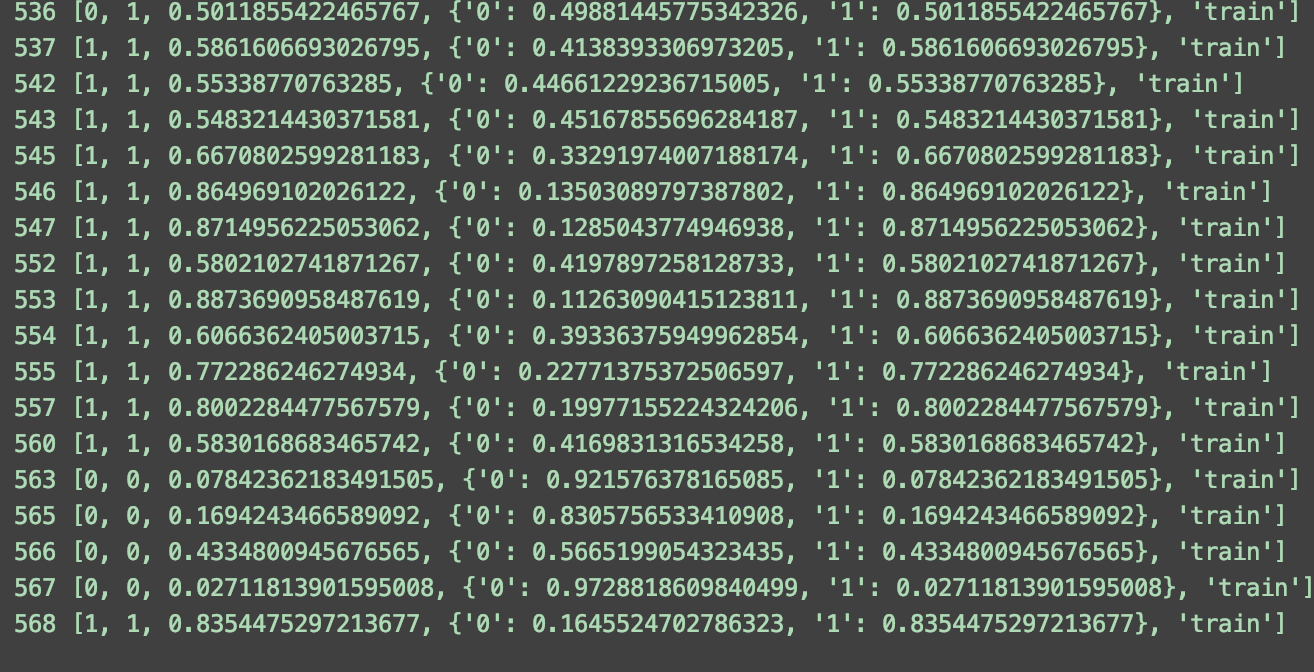 536 [0, 1, 0.5011855422465767, {'0': 0.49881445775342326, '1': 0.5011855422465767}, 'train']
537 [1, 1, 0.5861606693026795, {'0': 0.4138393306973205, '1': 0.5861606693026795}, 'train']
542 [1, 1, 0.55338770763285, {'0': 0.44661229236715005, '1': 0.55338770763285}, 'train']
543 [1, 1, 0.5483214430371581, {'0': 0.45167855696284187, '1': 0.5483214430371581}, 'train']
545 [1, 1, 0.6670802599281183, {'0': 0.33291974007188174, '1': 0.6670802599281183}, 'train']
546 [1, 1, 0.864969102026122, {'0': 0.13503089797387802, '1': 0.864969102026122}, 'train']
547 [1, 1, 0.8714956225053062, {'0': 0.1285043774946938, '1': 0.8714956225053062}, 'train']
552 [1, 1, 0.5802102741871267, {'0': 0.4197897258128733, '1': 0.5802102741871267}, 'train']
553 [1, 1, 0.8873690958487619, {'0': 0.11263090415123811, '1': 0.8873690958487619}, 'train']
554 [1, 1, 0.6066362405003715, {'0': 0.39336375949962854, '1': 0.6066362405003715}, 'train']
555 [1, 1, 0.772286246274934, {'0': 0.22771375372506597, '1': 0.772286246274934}, 'train']
557 [1, 1, 0.8002284477567579, {'0': 0.19977155224324206, '1': 0.8002284477567579}, 'train']
560 [1, 1, 0.5830168683465742, {'0': 0.4169831316534258, '1': 0.5830168683465742}, 'train']
563 [0, 0, 0.07842362183491505, {'0': 0.921576378165085, '1': 0.07842362183491505}, 'train']
565 [0, 0, 0.1694243466589092, {'0': 0.8305756533410908, '1': 0.1694243466589092}, 'train']
566 [0, 0, 0.4334800945676565, {'0': 0.5665199054323435, '1': 0.4334800945676565}, 'train']
567 [0, 0, 0.02711813901595008, {'0': 0.9728818609840499, '1': 0.02711813901595008}, 'train']
568 [1, 1, 0.8354475297213677, {'0': 0.1645524702786323, '1': 0.8354475297213677}, 'train']